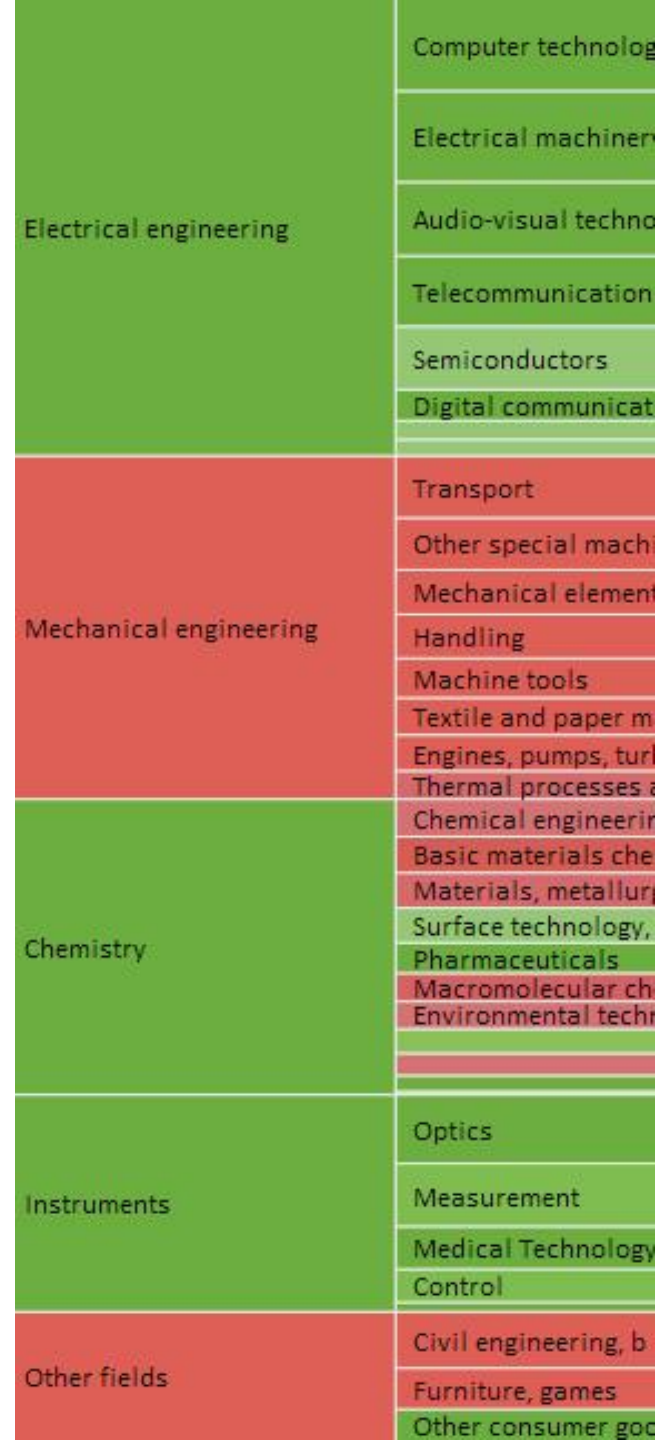 Electrical engineering
Computer technolog
Electrical machinery
Audio-visual techno
Telecommunication
Semiconductors
Digital communicat
Mechanical engineering
Transport
Other special machi
Mechanical element
Handling
Machine tools
Textile and paper m
Engines, pumps, turb
Thermal processes a
Chemistry
Chemical engineerin
Basic materials che
Materials, metallurg
Surface technology,
Pharmaceuticals
Macromolecular che
Environmental techn
Instruments
Optics
Measurement
Medical Technology
Control
Other fields
Civil engineering, b
Furniture, games
Other consumer goo